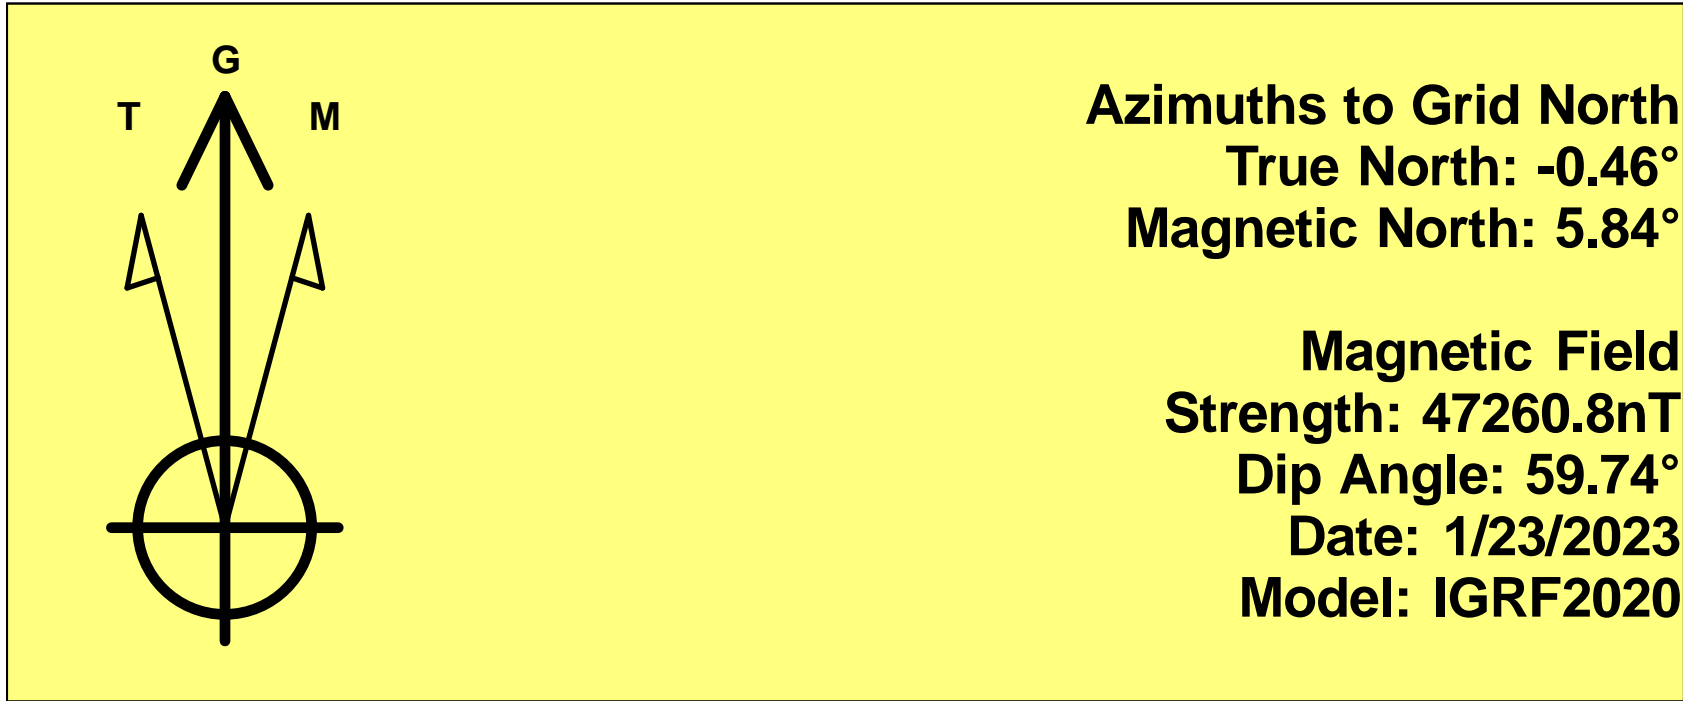 G
T M
Azimuths to Grid North
True North: -0.46°
Magnetic North: 5.84°
Magnetic Field
Strength: 47260.8nT
Dip Angle: 59.74°
Date: 1/23/2023
Model: IGRF2020